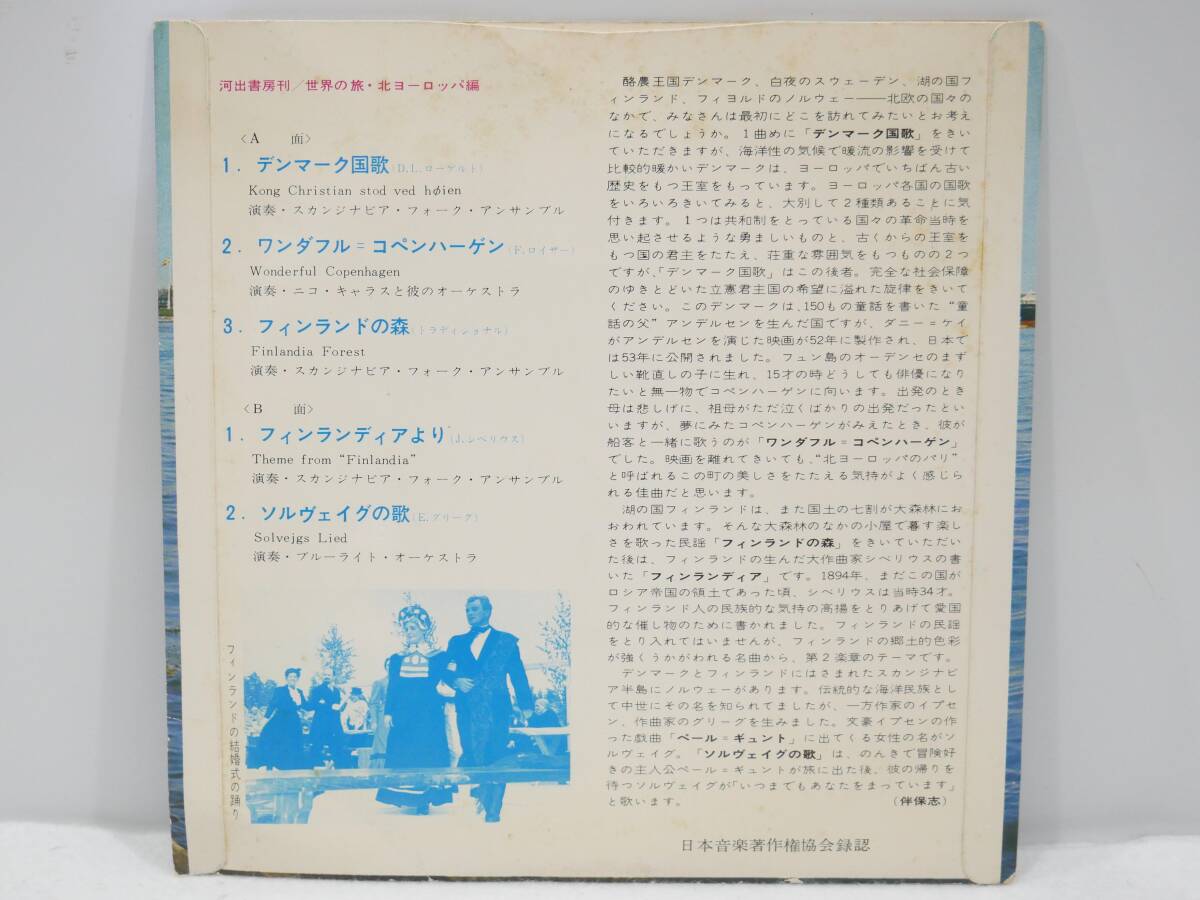 河出書房刊／世界の旅・北ヨーロッパ編
〈A 面〉
1．デンマーク国歌（D.L.ローゲルト）
Kong Christian stod ved højen
演奏・スカンジナビア・フォーク・アンサンブル
2．ワンダフル＝コペンハーゲン（F.ロイザー）
Wonderful Copenhagen
演奏・ニコ・キャラスと彼のオーケストラ
3．フィンランドの森（トラディショナル）
Finlandia Forest
演奏・スカンジナビア・フォーク・アンサンブル
〈B 面〉
1．フィンランディアより（J.シベリウス）
Theme from “Finlandia”
演奏・スカンジナビア・フォーク・アンサンブル
2．ソルヴェイグの歌（E.グリーグ）
Solvejgs Lied
演奏・ブルーライト・オーケストラ
フィンランドの結婚式の踊り
酪農王国デンマーク、白夜のスウェーデン、湖の国フ
ィンランド、フィヨルドのノルウェー――北欧の国々の
なかで、みなさんは最初にどこを訪れてみたいとお考え
になるでしょうか。1曲めに「デンマーク国歌」をきい
ていただきますが、海洋性の気候で暖流の影響を受けて
比較的暖かいデンマークは、ヨーロッパでいちばん古い
歴史をもつ王室をもっています。ヨーロッパ各国の国歌
をいろいろきいてみると、大別して2種類あることに気
付きます。1つは共和制をとっている国々の革命当時を
思い起させるような勇ましいものと、古くからの王室を
もつ国の君主をたたえ、荘重な雰囲気をもつものの2つ
ですが、「デンマーク国歌」はこの後者。完全な社会保障
のゆきとどいた立憲君主国の希望に溢れた旋律をきいて
ください。このデンマークは、150もの童話を書いた“童
話の父”アンデルセンを生んだ国ですが、ダニー＝ケイ
がアンデルセンを演じた映画が52年に製作され、日本で
は53年に公開されました。フュン島のオーデンセのまず
しい靴直しの子に生れ、15才の時どうしても俳優になり
たいと無一物でコペンハーゲンに向います。出発のとき
母は悲しげに、祖母がただ泣くばかりの出発だったとい
いますが、夢にみたコペンハーゲンがみえたとき、彼が
船客と一緒に歌うのが「ワンダフル＝コペンハーゲン」
でした。映画を離れてきいても、“北ヨーロッパのパリ”
と呼ばれるこの町の美しさをたたえる気持がよく感じら
れる佳曲だと思います。
湖の国フィンランドは、また国土の七割が大森林にお
おわれています。そんな大森林のなかの小屋で暮す楽し
さを歌った民謡「フィンランドの森」をきいていただい
た後は、フィンランドの生んだ大作曲家シベリウスの書
いた「フィンランディア」です。1894年、まだこの国が
ロシア帝国の領土であった頃、シベリウスは当時34才。
フィンランド人の民族的な気持の高揚をとりあげて愛国
的な催し物のために書かれました。フィンランドの民謡
をとり入れてはいませんが、フィンランドの郷土的色彩
が強くうかがわれる名曲から、第2楽章のテーマです。
デンマークとフィンランドにはさまれたスカンジナビ
ア半島にノルウェーがあります。伝統的な海洋民族とし
て中世にその名を知られてましたが、一方作家のイプセ
ン、作曲家のグリーグを生みました。文豪イプセンの作
った戯曲「ペール＝ギュント」に出てくる女性の名がソ
ルヴェイグ。「ソルヴェイグの歌」は、のんきで冒険好
きの主人公ペール＝ギュントが旅に出た後、彼の帰りを
待つソルヴェイグが「いつまでもあなたをまっています」
と歌います。 （伴保志）
日本音楽著作権協会録認